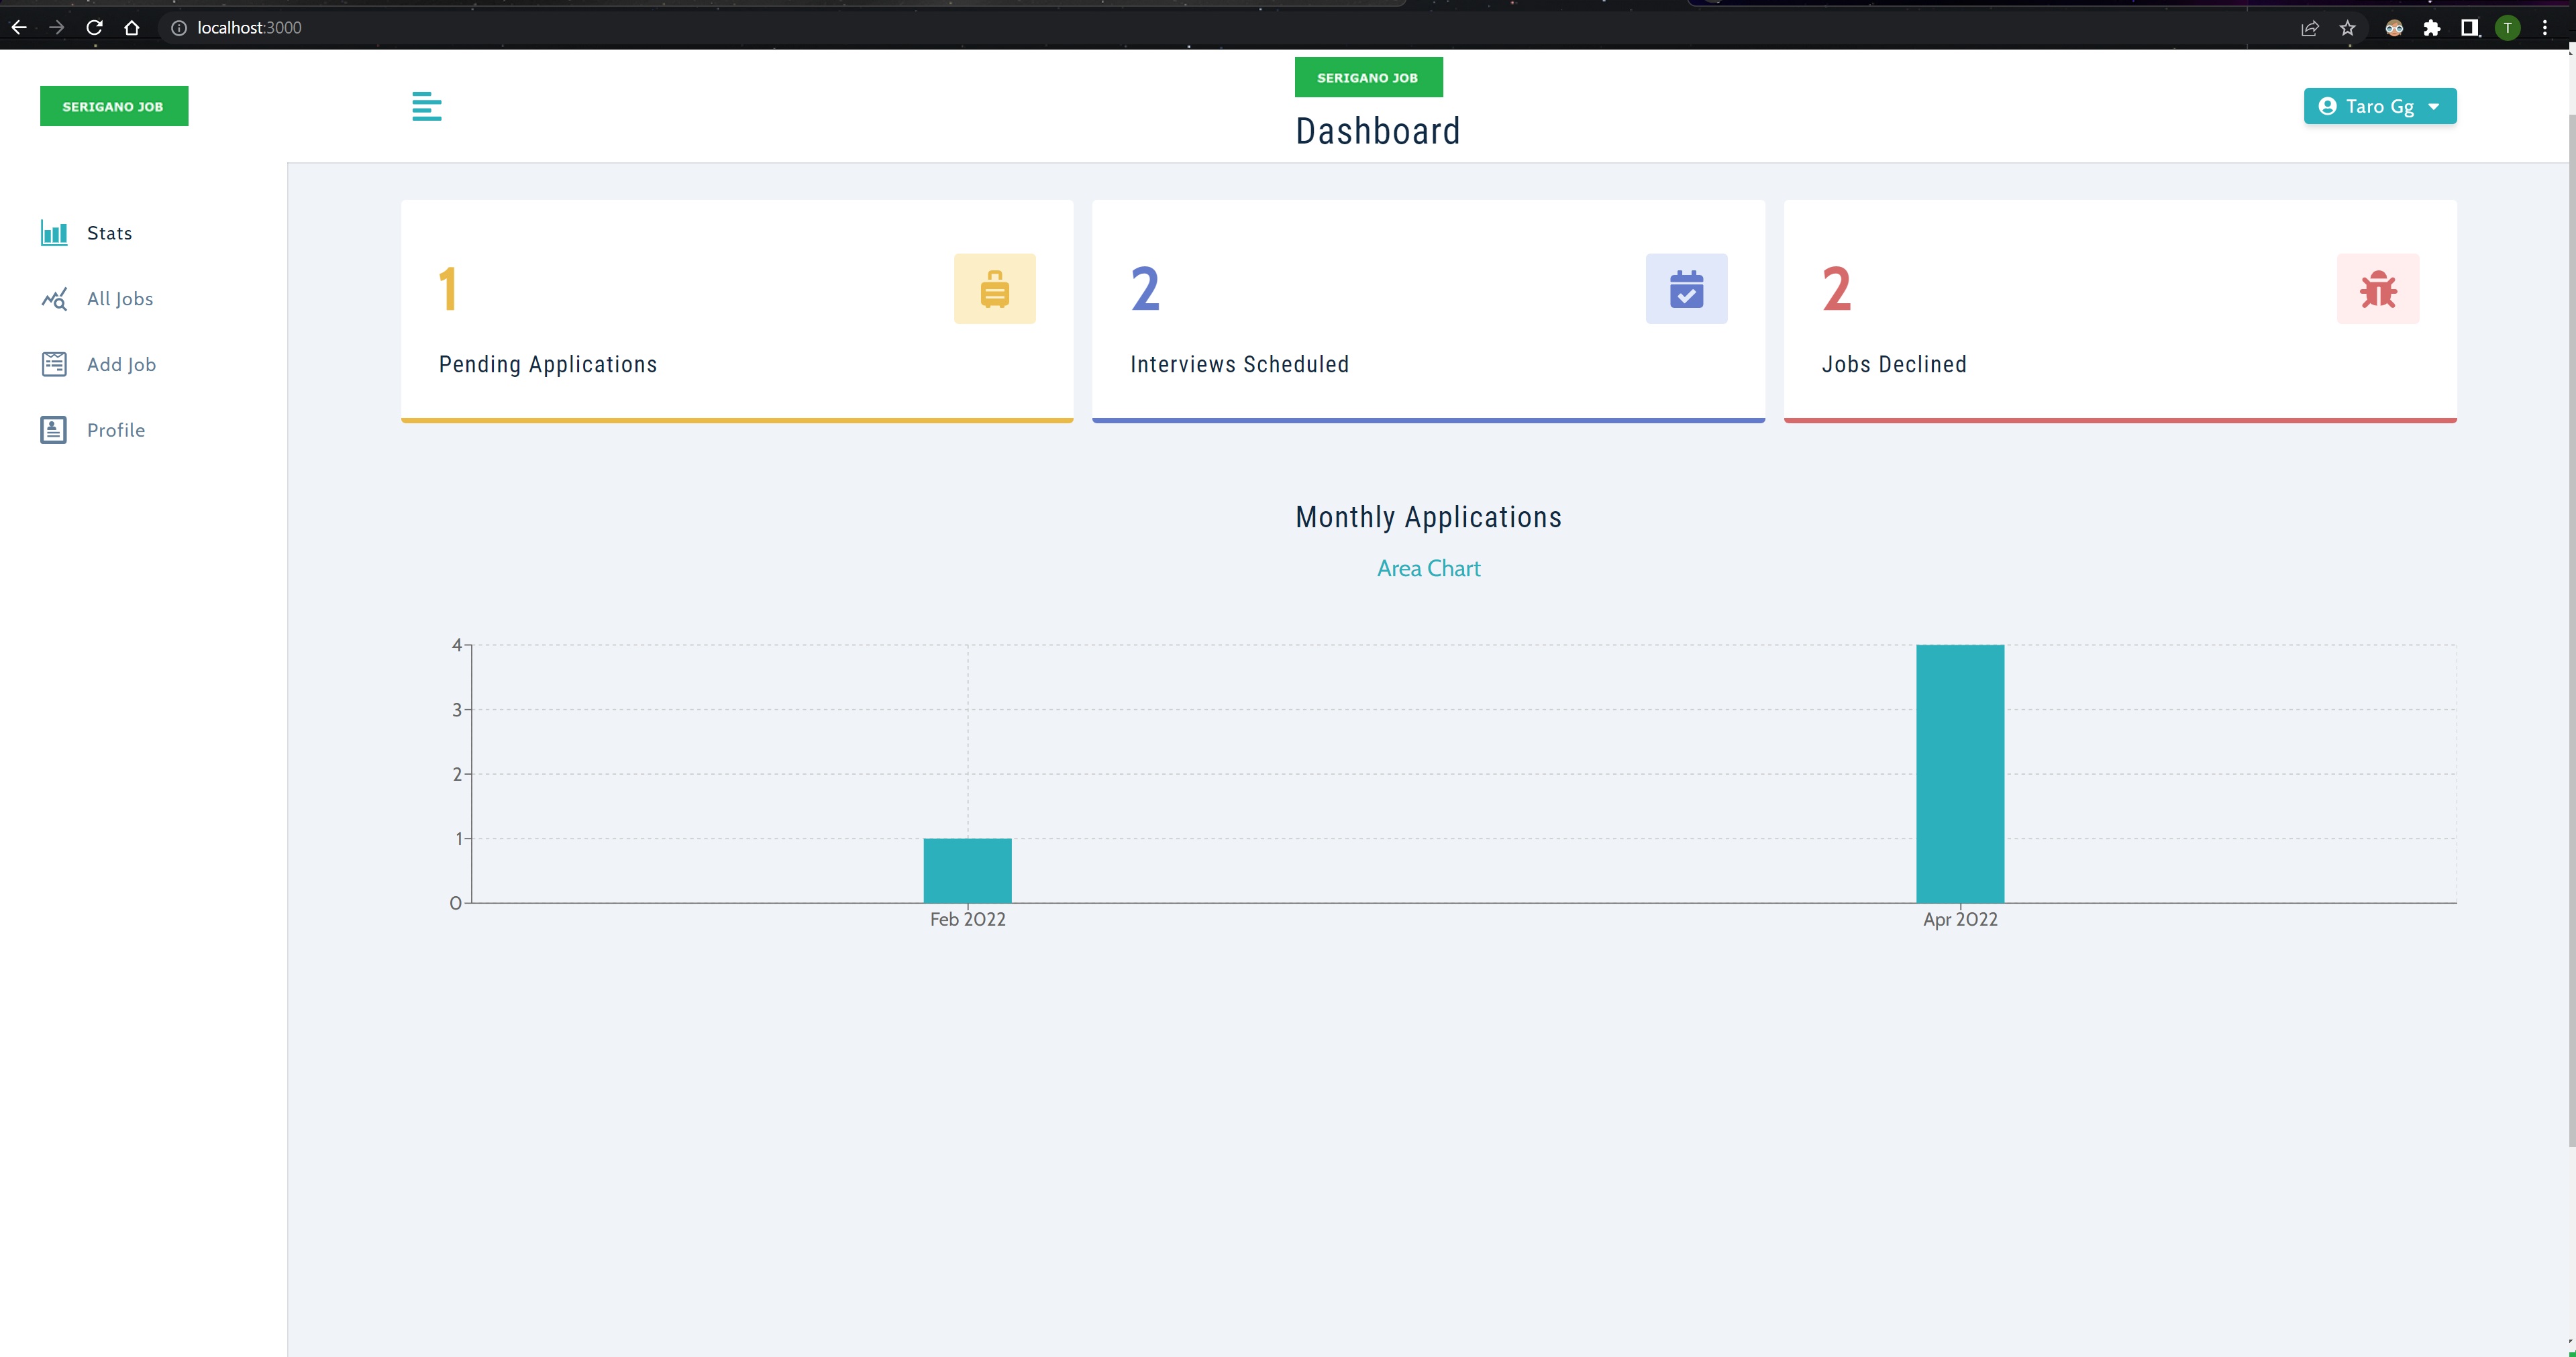 localhost:3000
T
SERIGANO JOB
SERIGANO JOB
Dashboard
Taro Gg
Stats
All Jobs
Add Job
Profile
1
Pending Applications
2
Interviews Scheduled
2
Jobs Declined
Monthly Applications
Area Chart
4
3
2
1
0
Feb 2022
Apr 2022